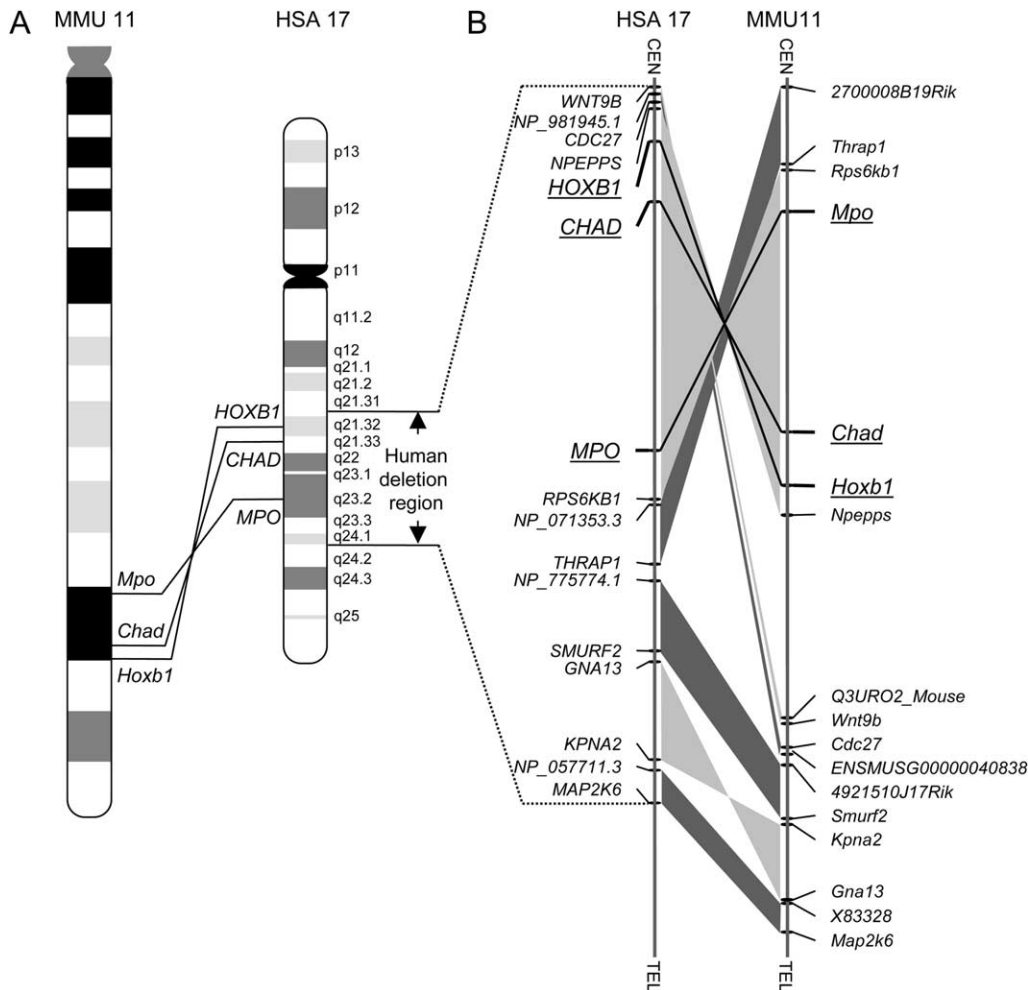 A
MMU 11
HSA 17
p13
p12
p11
q11.2
q12
q21.1
q21.2
q21.31
q21.32
q21.33
q22
q23.1
q23.2
q23.3
q24.1
q24.2
q24.3
q25
HOXB1
CHAD
MPO
Mpo
Chad
Hoxb1
Human
deletion
region
B
HSA 17
MMU11
CEN
CEN
WNT9B
NP_981945.1
CDC27
NPEPPS
HOXB1
CHAD
MPO
RPS6KB1
NP_071353.3
THRAP1
NP_775774.1
SMURF2
GNA13
KPNA2
NP_057711.3
MAP2K6
2700008B19Rik
Thrap1
Rps6kb1
Mpo
Chad
Hoxb1
Npepps
Q3URO2_Mouse
Wnt9b
Cdc27
ENSMUSG00000040838
4921510J17Rik
Smurf2
Kpna2
Gna13
X83328
Map2k6
TEL
TEL